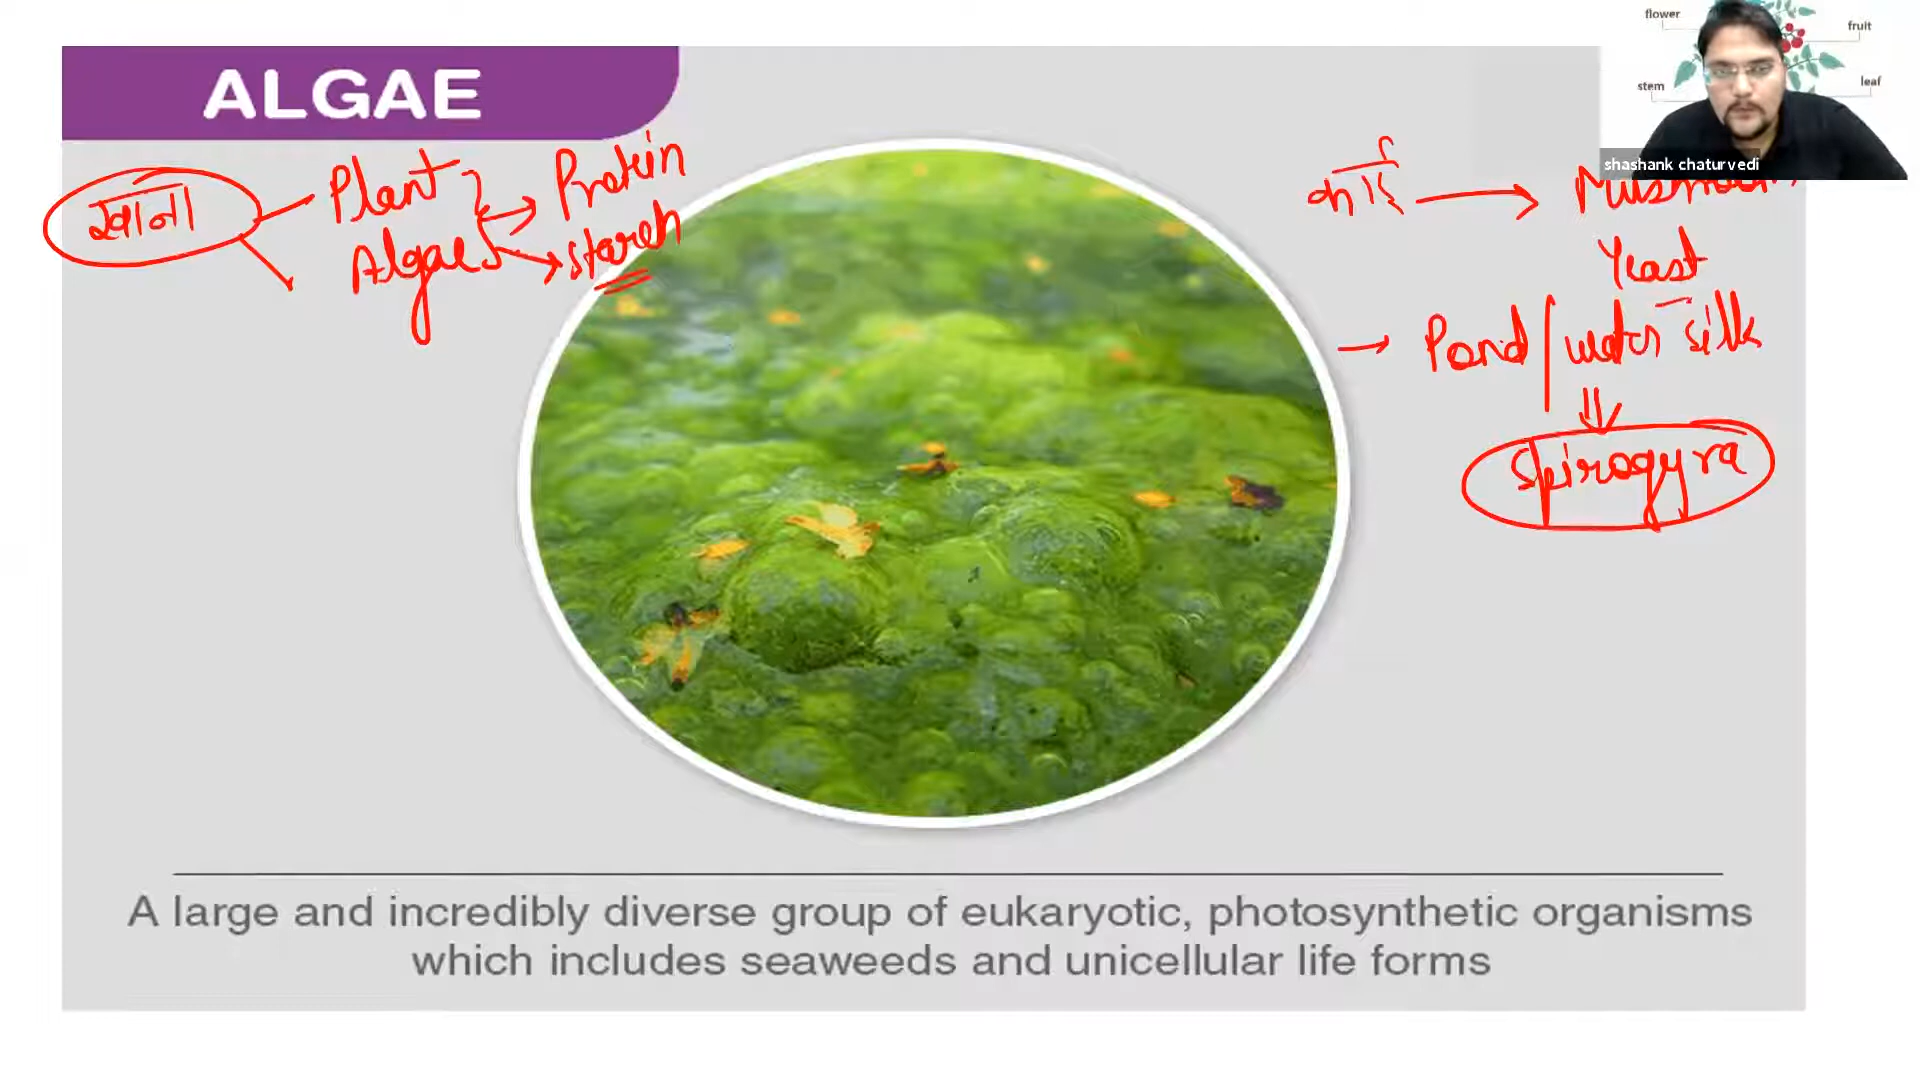 ALGAE
flower
fruit
stem
leaf
shashank chaturvedi
खाना
Plant
Algae
Protein
starch
काई
Yeast
Pond/water silk
Spirogyra
A large and incredibly diverse group of eukaryotic, photosynthetic organisms
which includes seaweeds and unicellular life forms